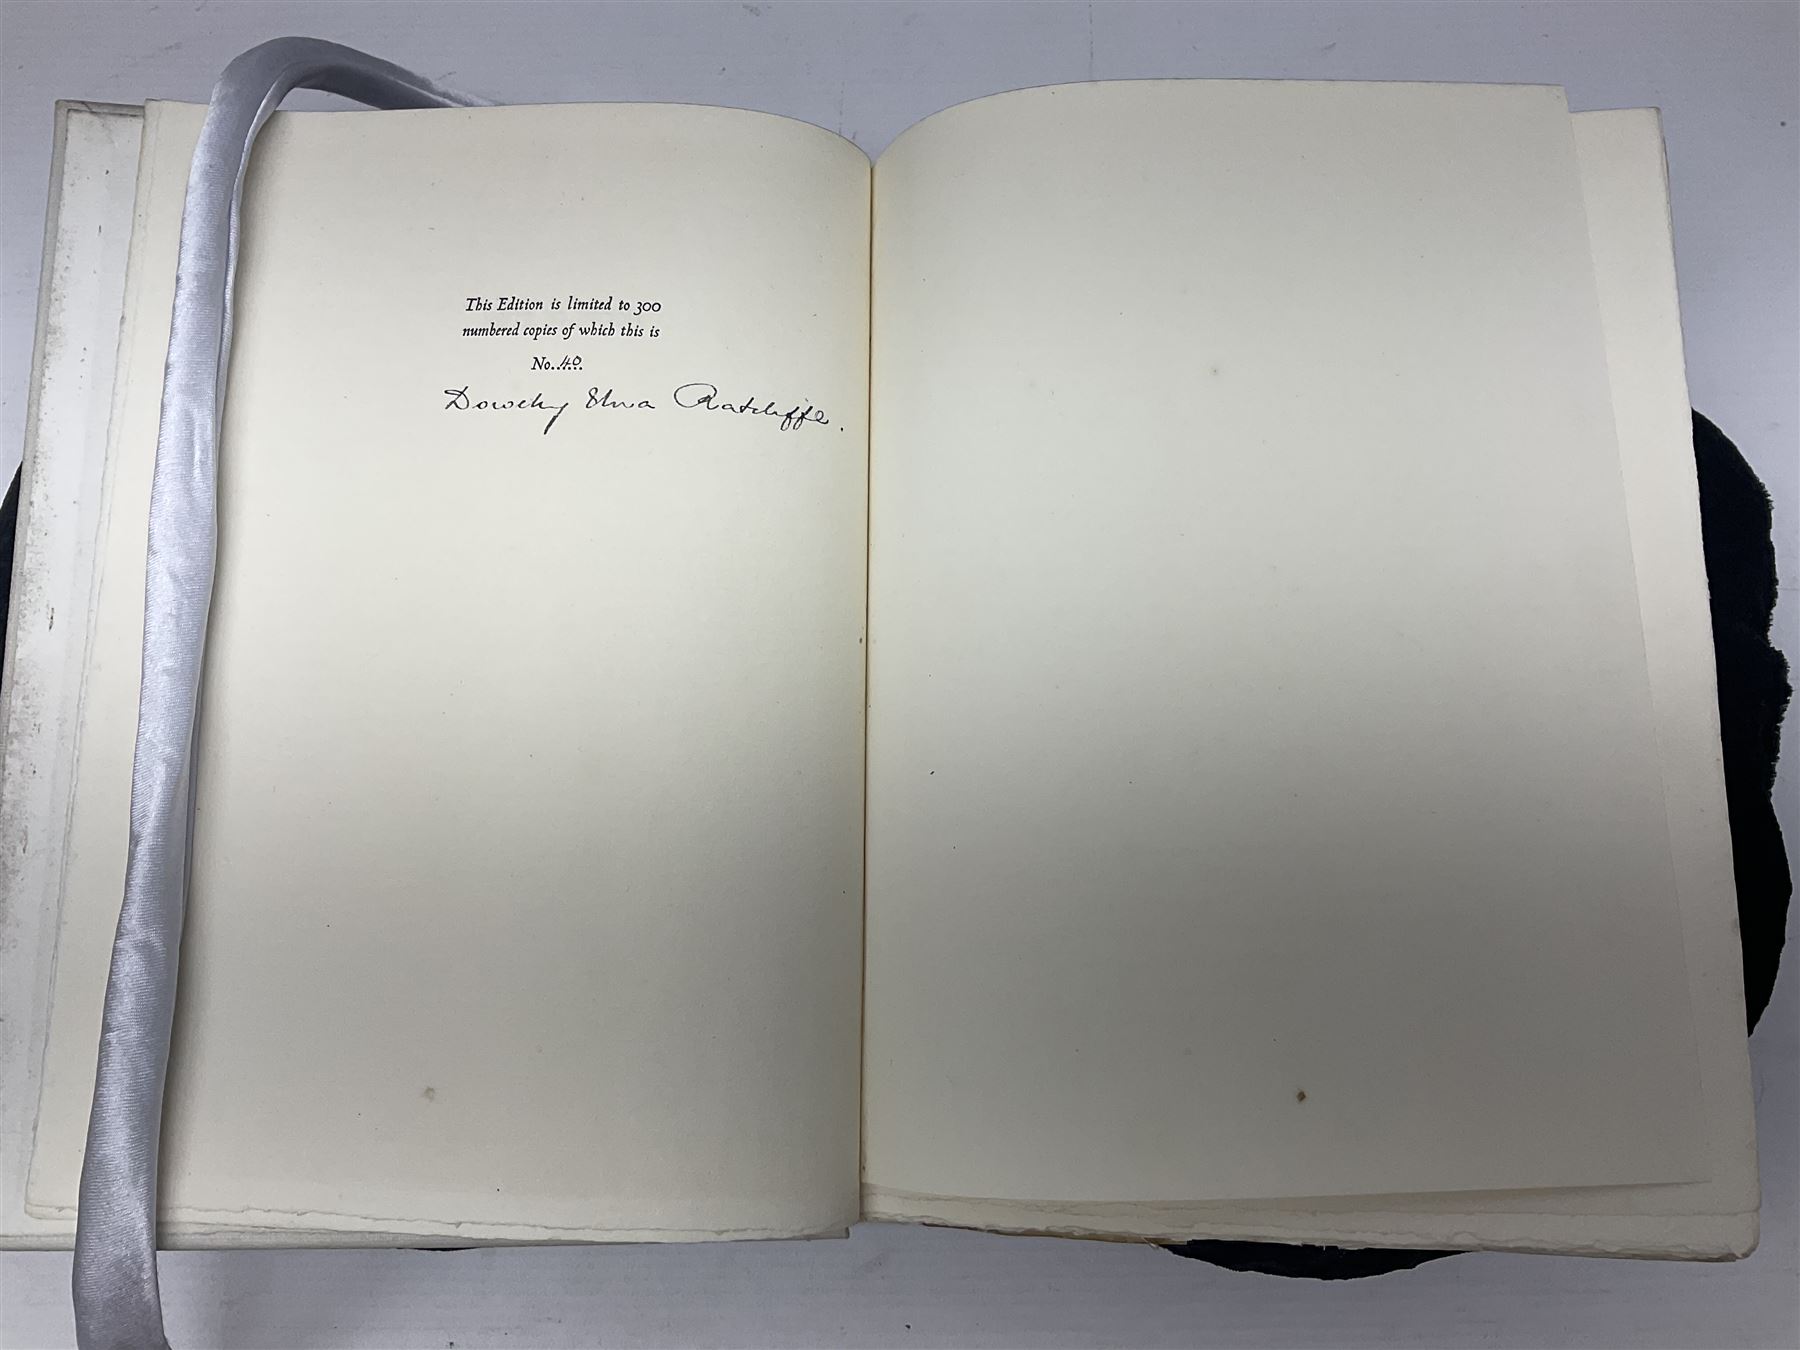 This Edition is limited to 300
numbered copies of which this is
No..40..
Dorothy Una Ratcliffe.